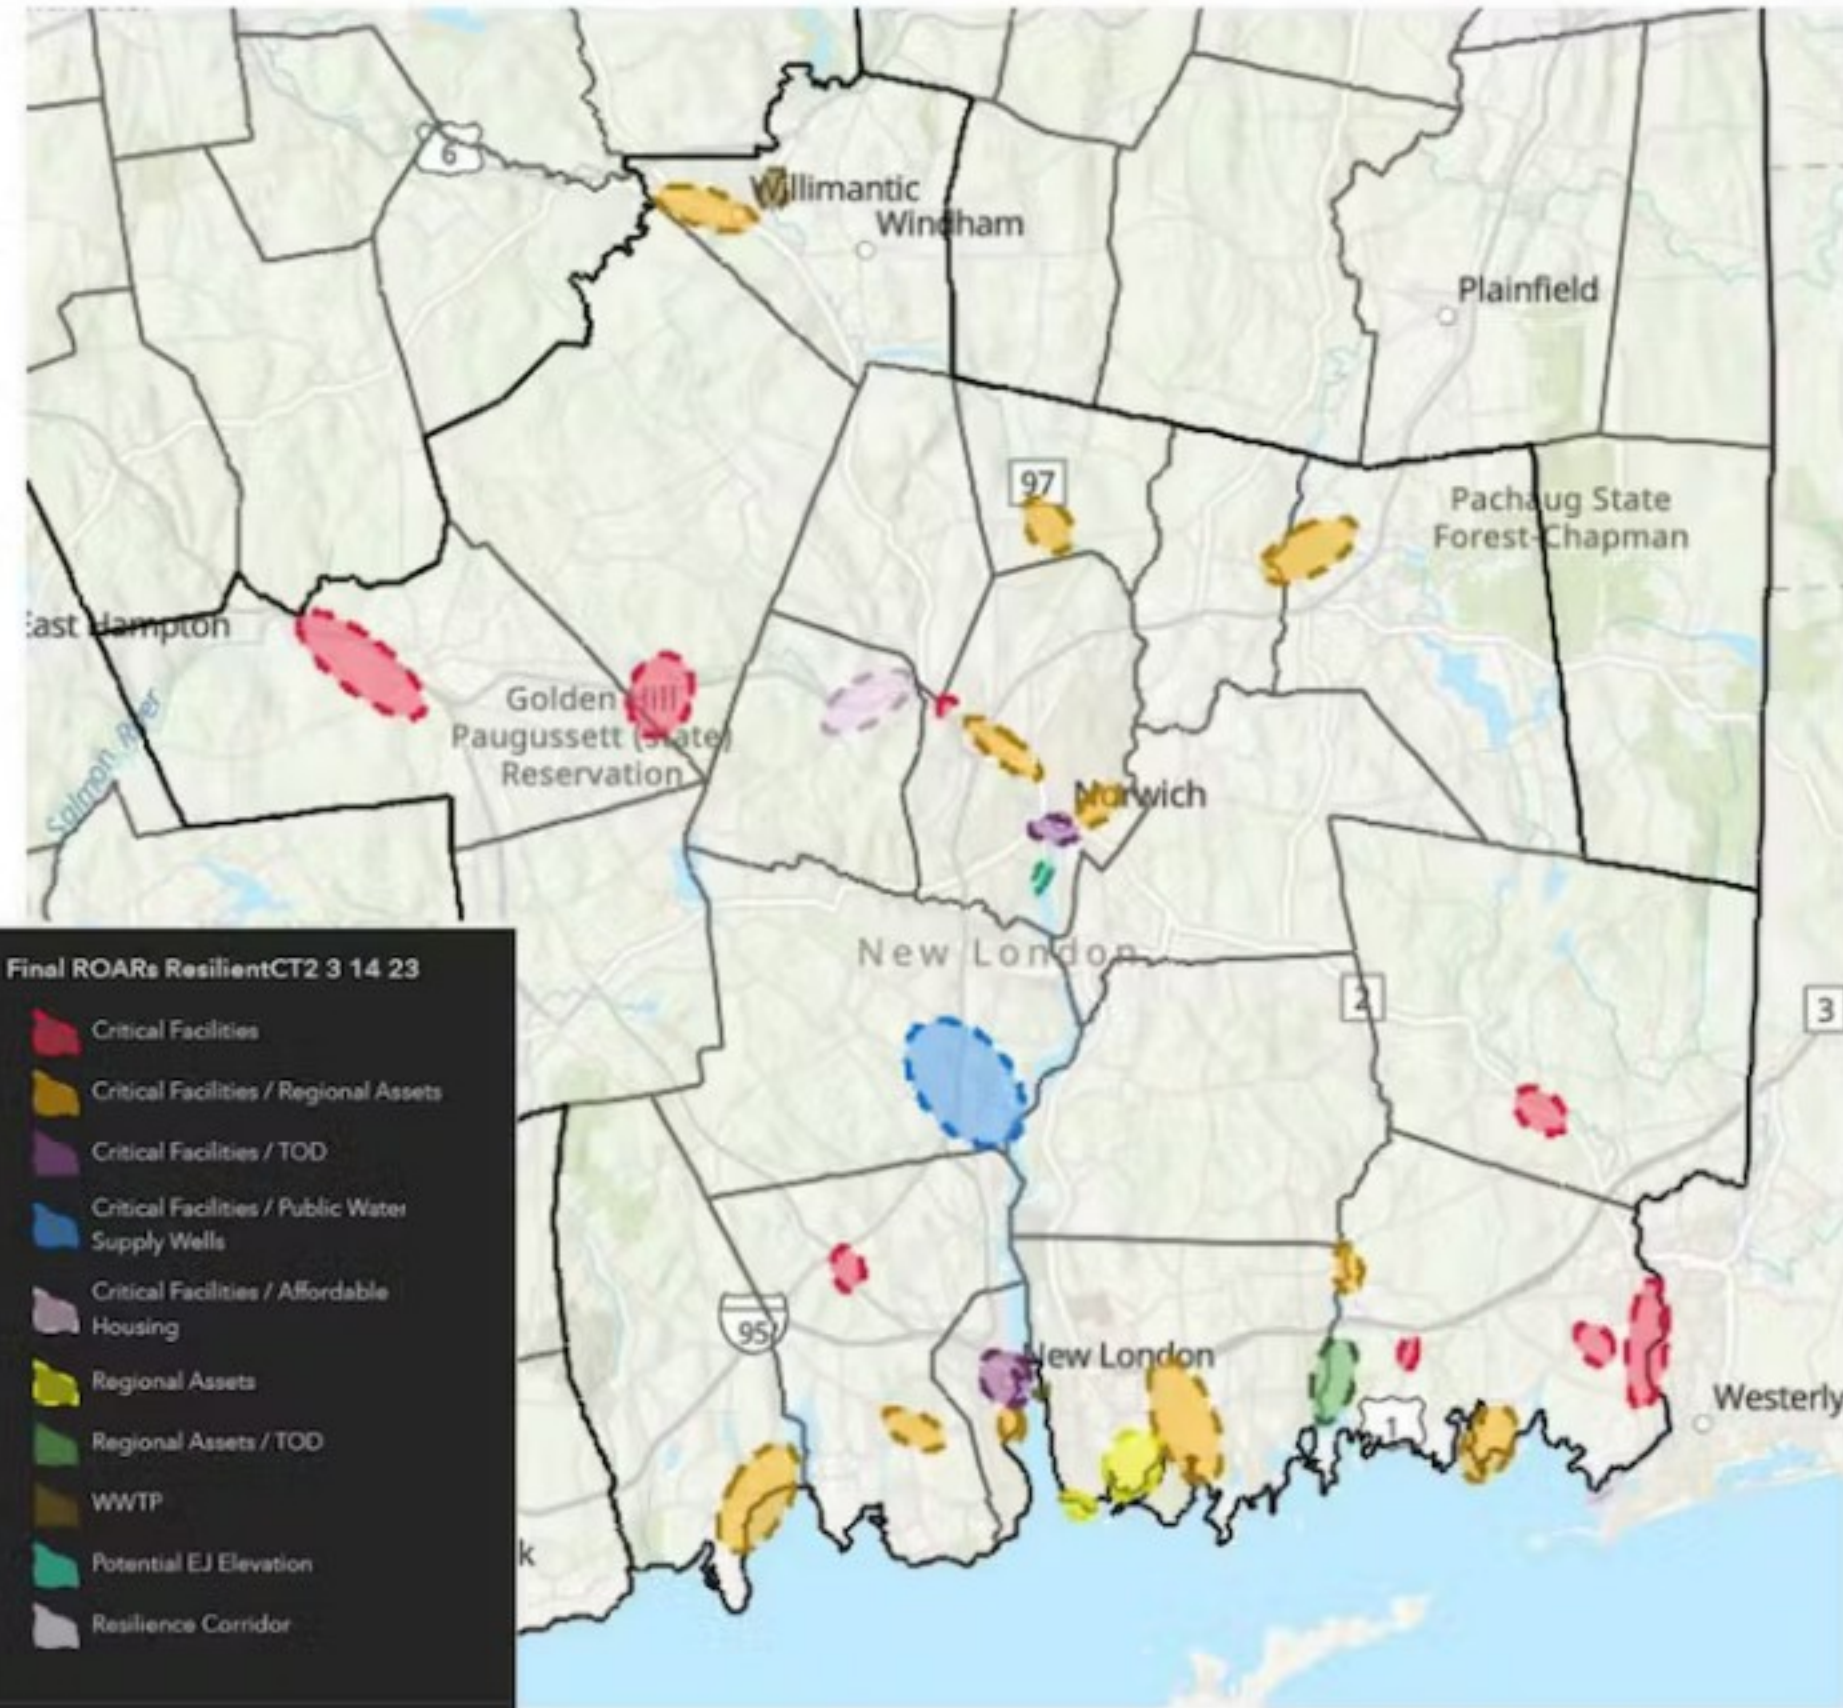 6
Willimantic
Windham
Plainfield
97
Pachaug State
Forest-Chapman
East Hampton
Salmon River
Golden Hill
Paugussett (state)
Reservation
Norwich
New London
2
3
95
New London
1
Westerly
k
Final ROARs ResilientCT2 3 14 23
Critical Facilities
Critical Facilities / Regional Assets
Critical Facilities / TOD
Critical Facilities / Public Water
Supply Wells
Critical Facilities / Affordable
Housing
Regional Assets
Regional Assets / TOD
WWTP
Potential EJ Elevation
Resilience Corridor